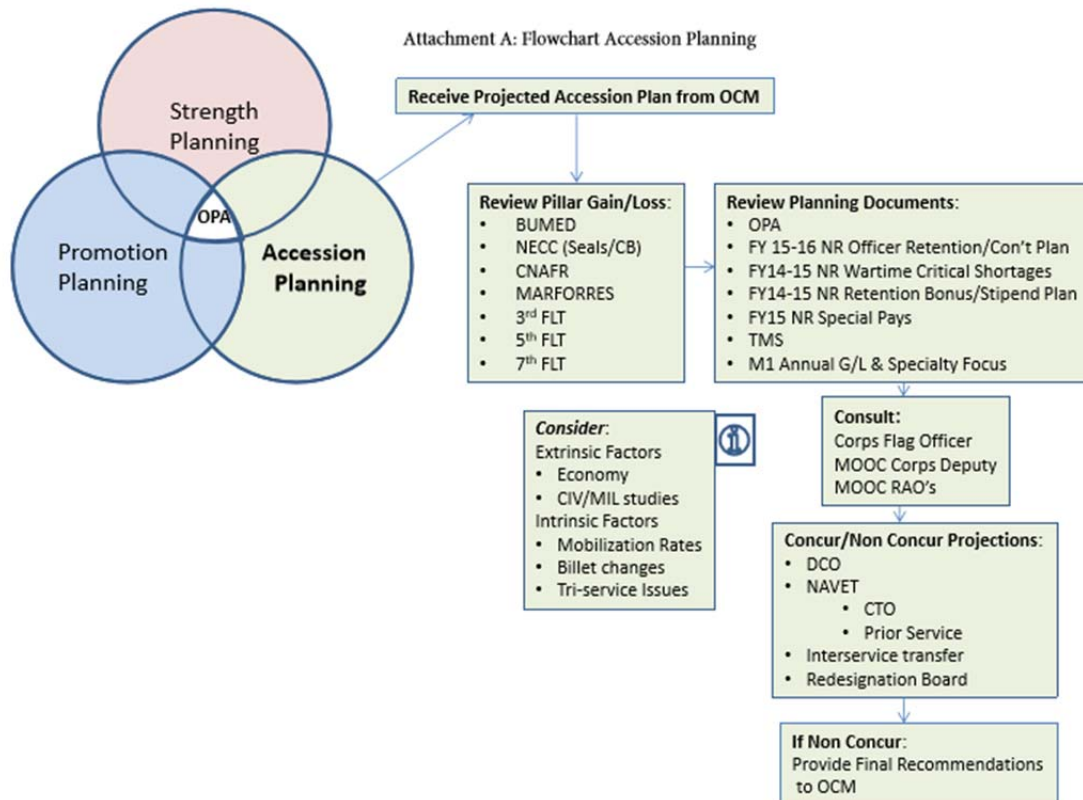 Attachment A: Flowchart Accession Planning
Strength
Planning
OPA
Promotion
Planning
Accession
Planning
Receive Projected Accession Plan from OCM
Review Pillar Gain/Loss:
• BUMED
• NECC (Seals/CB)
• CNAFR
• MARFORRES
• 3rd FLT
• 5th FLT
• 7th FLT
Review Planning Documents:
• OPA
• FY 15-16 NR Officer Retention/Con't Plan
• FY14-15 NR Wartime Critical Shortages
• FY14-15 NR Retention Bonus/Stipend Plan
• FY15 NR Special Pays
• TMS
• M1 Annual G/L & Specialty Focus
Consider:
Extrinsic Factors
• Economy
• CIV/MIL studies
Intrinsic Factors
• Mobilization Rates
• Billet changes
• Tri-service Issues
i
Consult:
Corps Flag Officer
MOOC Corps Deputy
MOOC RAO's
Concur/Non Concur Projections:
• DCO
• NAVET
• CTO
• Prior Service
• Interservice transfer
• Redesignation Board
If Non Concur:
Provide Final Recommendations
to OCM